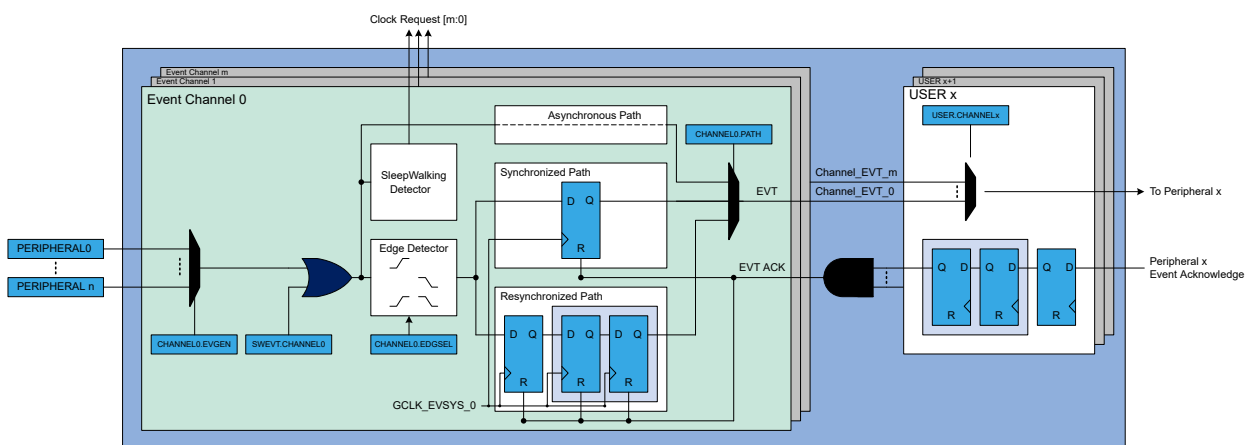 Clock Request [m:0]
Event Channel m
Event Channel 1
Event Channel 0
USER x+1
USER x
Asynchronous Path
CHANNEL0.PATH
USER.CHANNELx
SleepWalking
Detector
Synchronized Path
D Q
R
EVT
Channel_EVT_m
Channel_EVT_0
To Peripheral x
PERIPHERAL0
PERIPHERAL n
Edge Detector
EVT ACK
Q D
R
Q D
R
Q D
R
Peripheral x
Event Acknowledge
CHANNEL0.EVGEN
SWEVT.CHANNEL0
CHANNEL0.EDGSEL
Resynchronized Path
D Q
R
D Q
R
D Q
R
GCLK_EVSYS_0